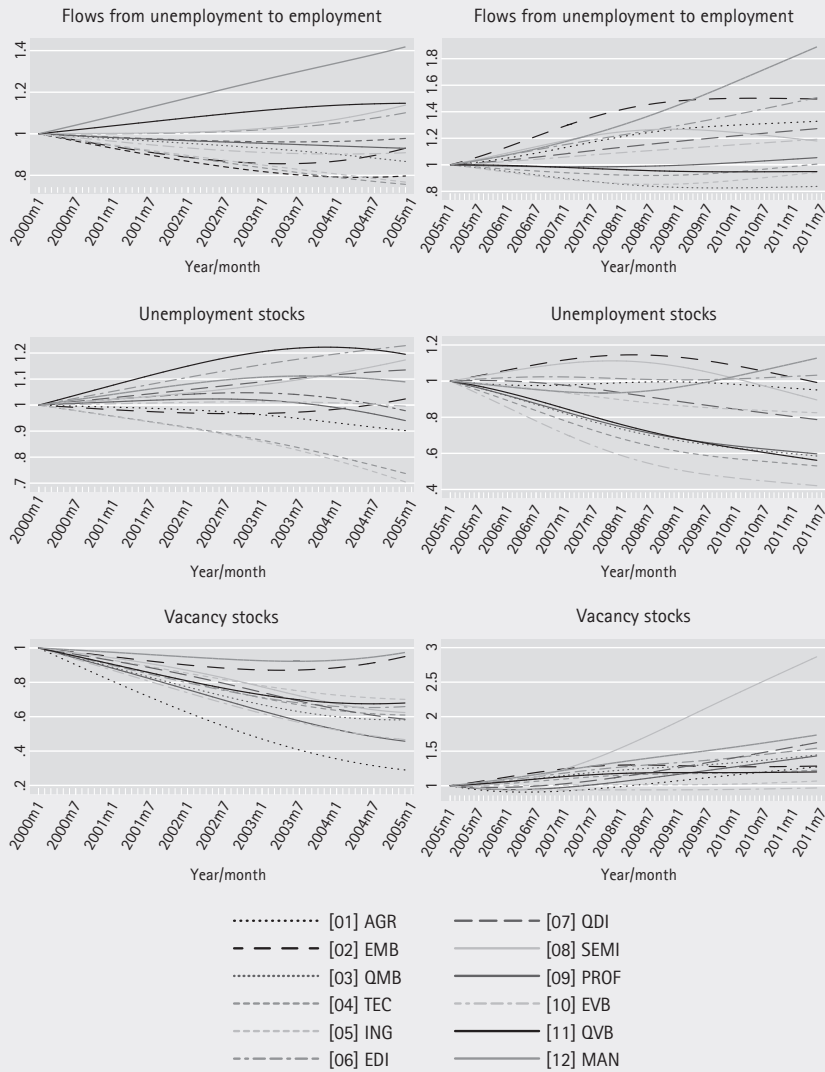 Flows from unemployment to employment
1.4
1.2
1
.8
2000m1
2000m7
2001m1
2001m7
2002m1
2002m7
2003m1
2003m7
2004m1
2004m7
2005m1
Year/month
Flows from unemployment to employment
1.8
1.6
1.4
1.2
1
.8
2005m1
2005m7
2006m1
2006m7
2007m1
2007m7
2008m1
2008m7
2009m1
2009m7
2010m1
2010m7
2011m1
2011m7
Year/month
Unemployment stocks
1.2
1.1
1
.9
.8
.7
2000m1
2000m7
2001m1
2001m7
2002m1
2002m7
2003m1
2003m7
2004m1
2004m7
2005m1
Year/month
Unemployment stocks
1.2
1
.8
.6
.4
2005m1
2005m7
2006m1
2006m7
2007m1
2007m7
2008m1
2008m7
2009m1
2009m7
2010m1
2010m7
2011m1
2011m7
Year/month
Vacancy stocks
1
.8
.6
.4
.2
2000m1
2000m7
2001m1
2001m7
2002m1
2002m7
2003m1
2003m7
2004m1
2004m7
2005m1
Year/month
Vacancy stocks
3
2.5
2
1.5
1
2005m1
2005m7
2006m1
2006m7
2007m1
2007m7
2008m1
2008m7
2009m1
2009m7
2010m1
2010m7
2011m1
2011m7
Year/month
[01] AGR
[02] EMB
[03] QMB
[04] TEC
[05] ING
[06] EDI
[07] QDI
[08] SEMI
[09] PROF
[10] EVB
[11] QVB
[12] MAN